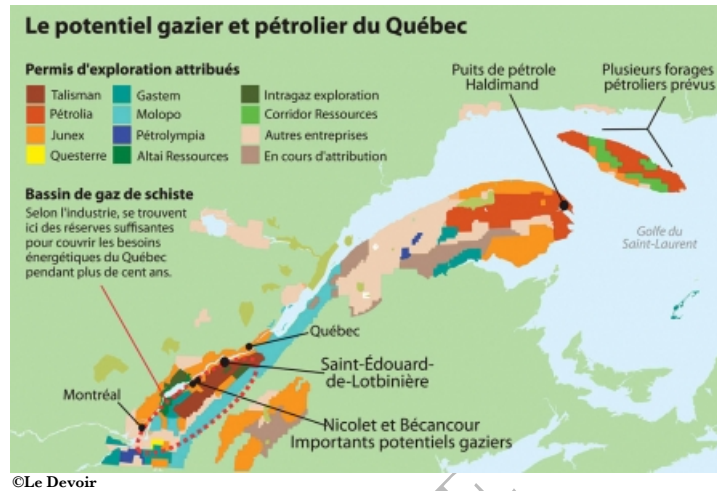 Le potentiel gazier et pétrolier du Québec
Permis d'exploration attribués
Talisman
Pétrolia
Junex
Questerre
Gastem
Molopo
Pétrolympia
Altai Ressources
Intragaz exploration
Corridor Ressources
Autres entreprises
En cours d'attribution
Puits de pétrole
Haldimand
Plusieurs forages
pétroliers prévus
Bassin de gaz de schiste
Selon l'industrie, se trouvent
ici des réserves suffisantes
pour couvrir les besoins
énergétiques du Québec
pendant plus de cent ans.
Golfe du
Saint-Laurent
Québec
Saint-Édouard-
de-Lotbinière
Montréal
Nicolet et Bécancour
Importants potentiels gaziers
©Le Devoir